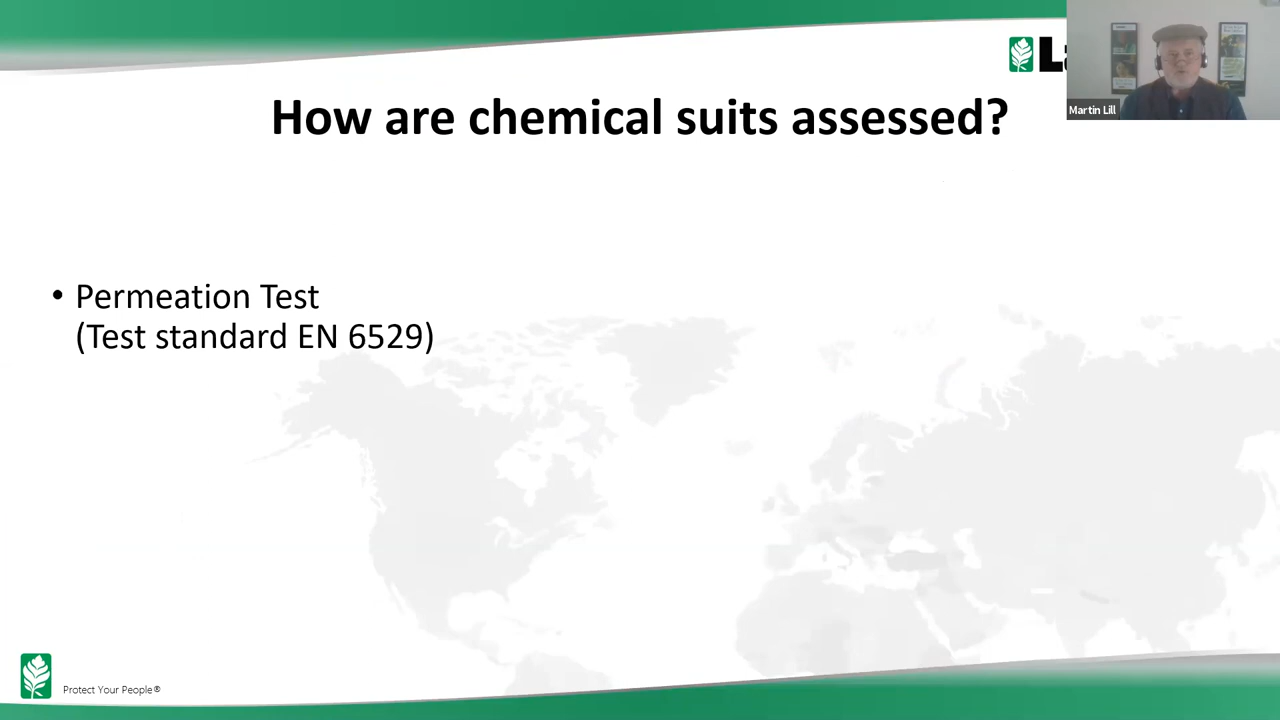 How are chemical suits assessed?
Martin Lill
• Permeation Test
(Test standard EN 6529)
Protect Your People®